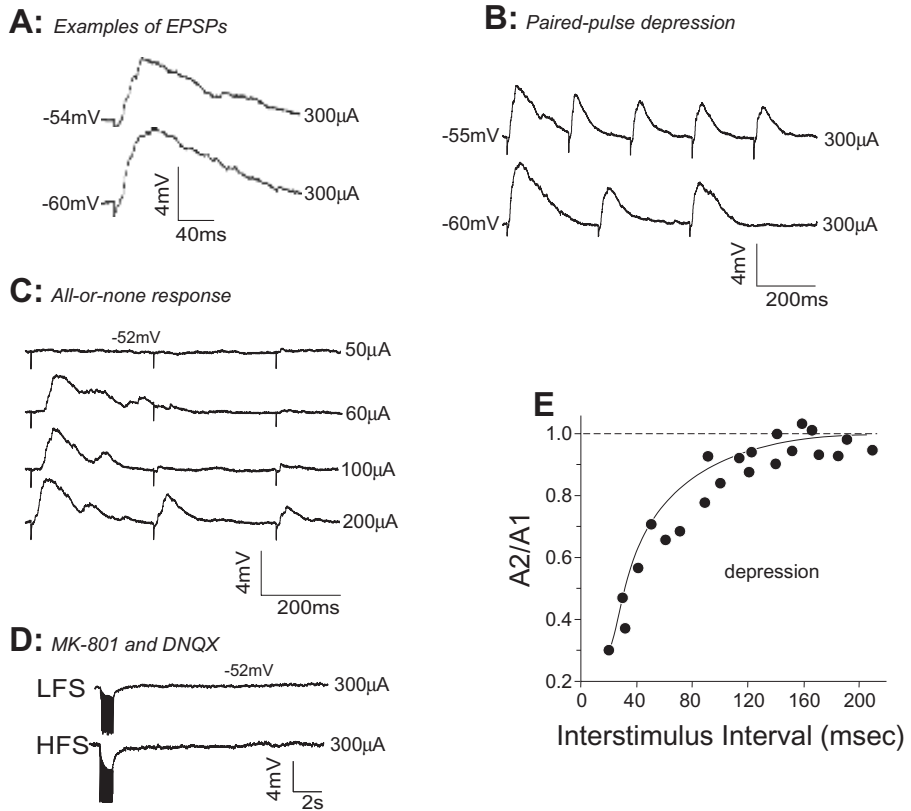 A: Examples of EPSPs
-54mV
300µA
-60mV
300µA
4mV
40ms
B: Paired-pulse depression
-55mV
300µA
-60mV
300µA
4mV
200ms
C: All-or-none response
-52mV
50µA
60µA
100µA
200µA
4mV
200ms
D: MK-801 and DNQX
-52mV
LFS
300µA
HFS
300µA
4mV
2s
E
1.0
0.8
0.6
0.4
0.2
A2/A1
depression
0 40 80 120 160 200
Interstimulus Interval (msec)